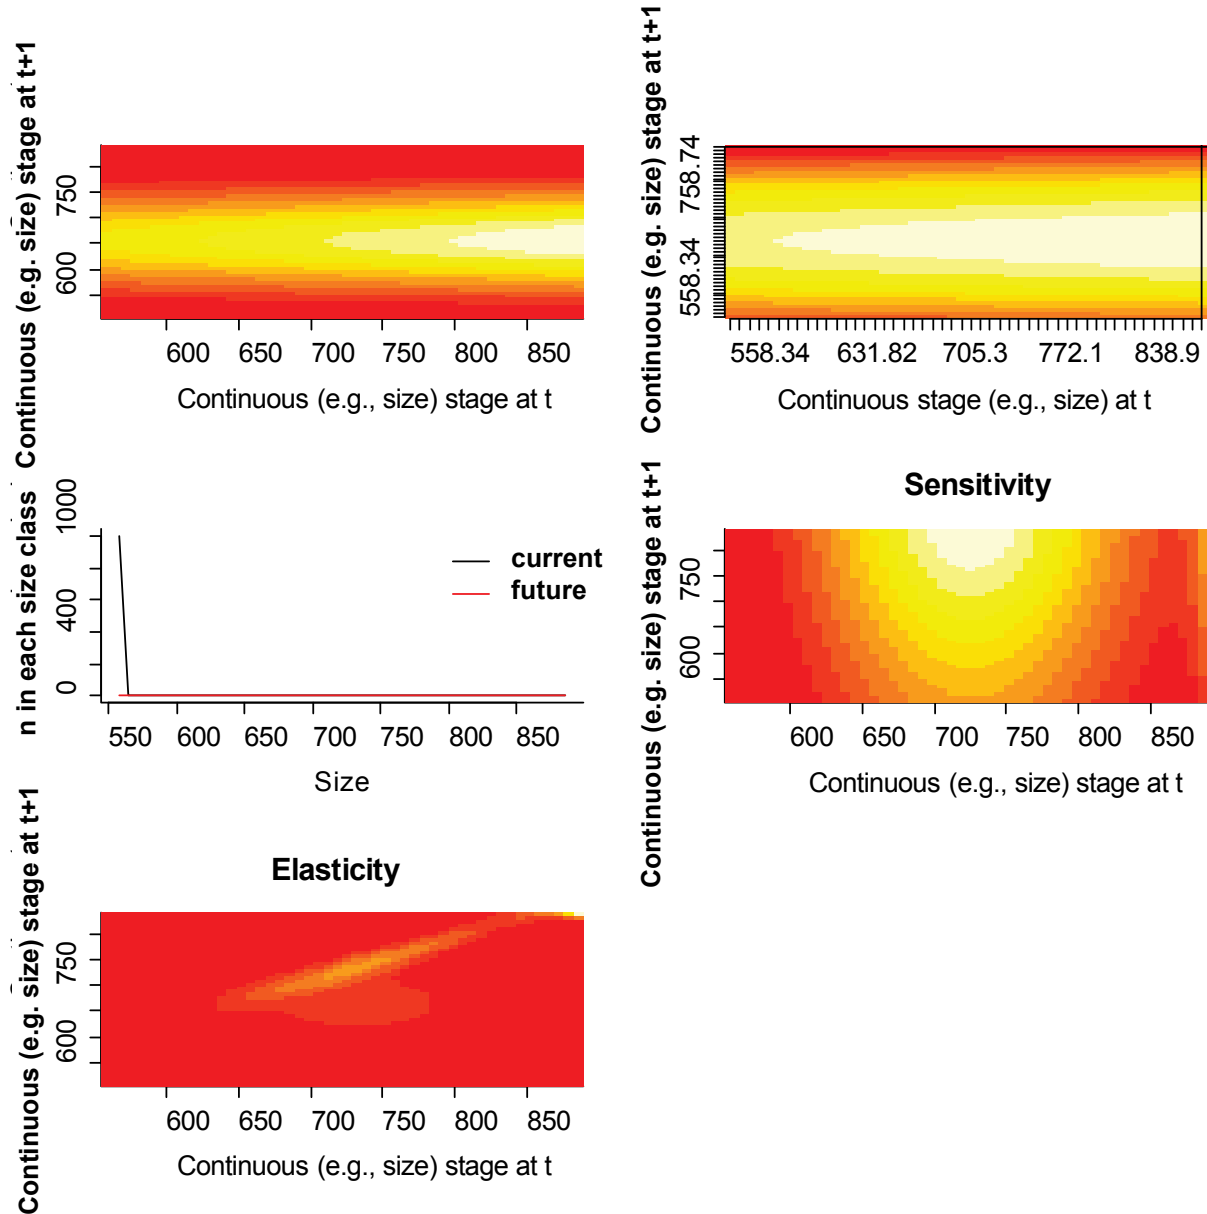 Continuous (e.g. size) stage at t+1
750
600
600 650 700 750 800 850
Continuous (e.g., size) stage at t
Continuous (e.g. size) stage at t+1
758.74
558.34
558.34 631.82 705.3 772.1 838.9
Continuous stage (e.g., size) at t
n in each size class
1000
400
0
current
future
550 600 650 700 750 800 850
Size
Sensitivity
Continuous (e.g. size) stage at t+1
750
600
600 650 700 750 800 850
Continuous (e.g., size) stage at t
Elasticity
Continuous (e.g. size) stage at t+1
750
600
600 650 700 750 800 850
Continuous (e.g., size) stage at t